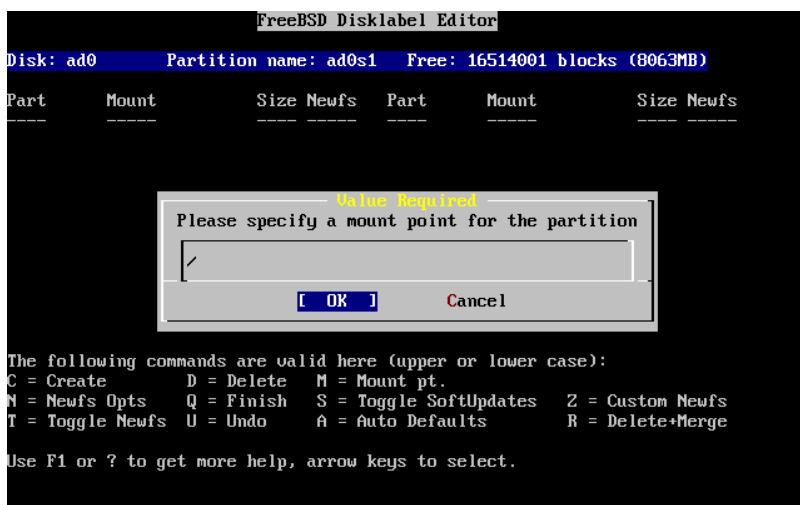 FreeBSD Disklabel Editor
Disk: ad0 Partition name: ad0s1 Free: 16514001 blocks (8063MB)
Part Mount Size Newfs Part Mount Size Newfs
---- ----- ---- ----- ---- ----- ---- -----
Value Required
Please specify a mount point for the partition
/
[ OK ] Cancel
The following commands are valid here (upper or lower case):
C = Create D = Delete M = Mount pt.
N = Newfs Opts Q = Finish S = Toggle SoftUpdates Z = Custom Newfs
T = Toggle Newfs U = Undo A = Auto Defaults R = Delete+Merge
Use F1 or ? to get more help, arrow keys to select.